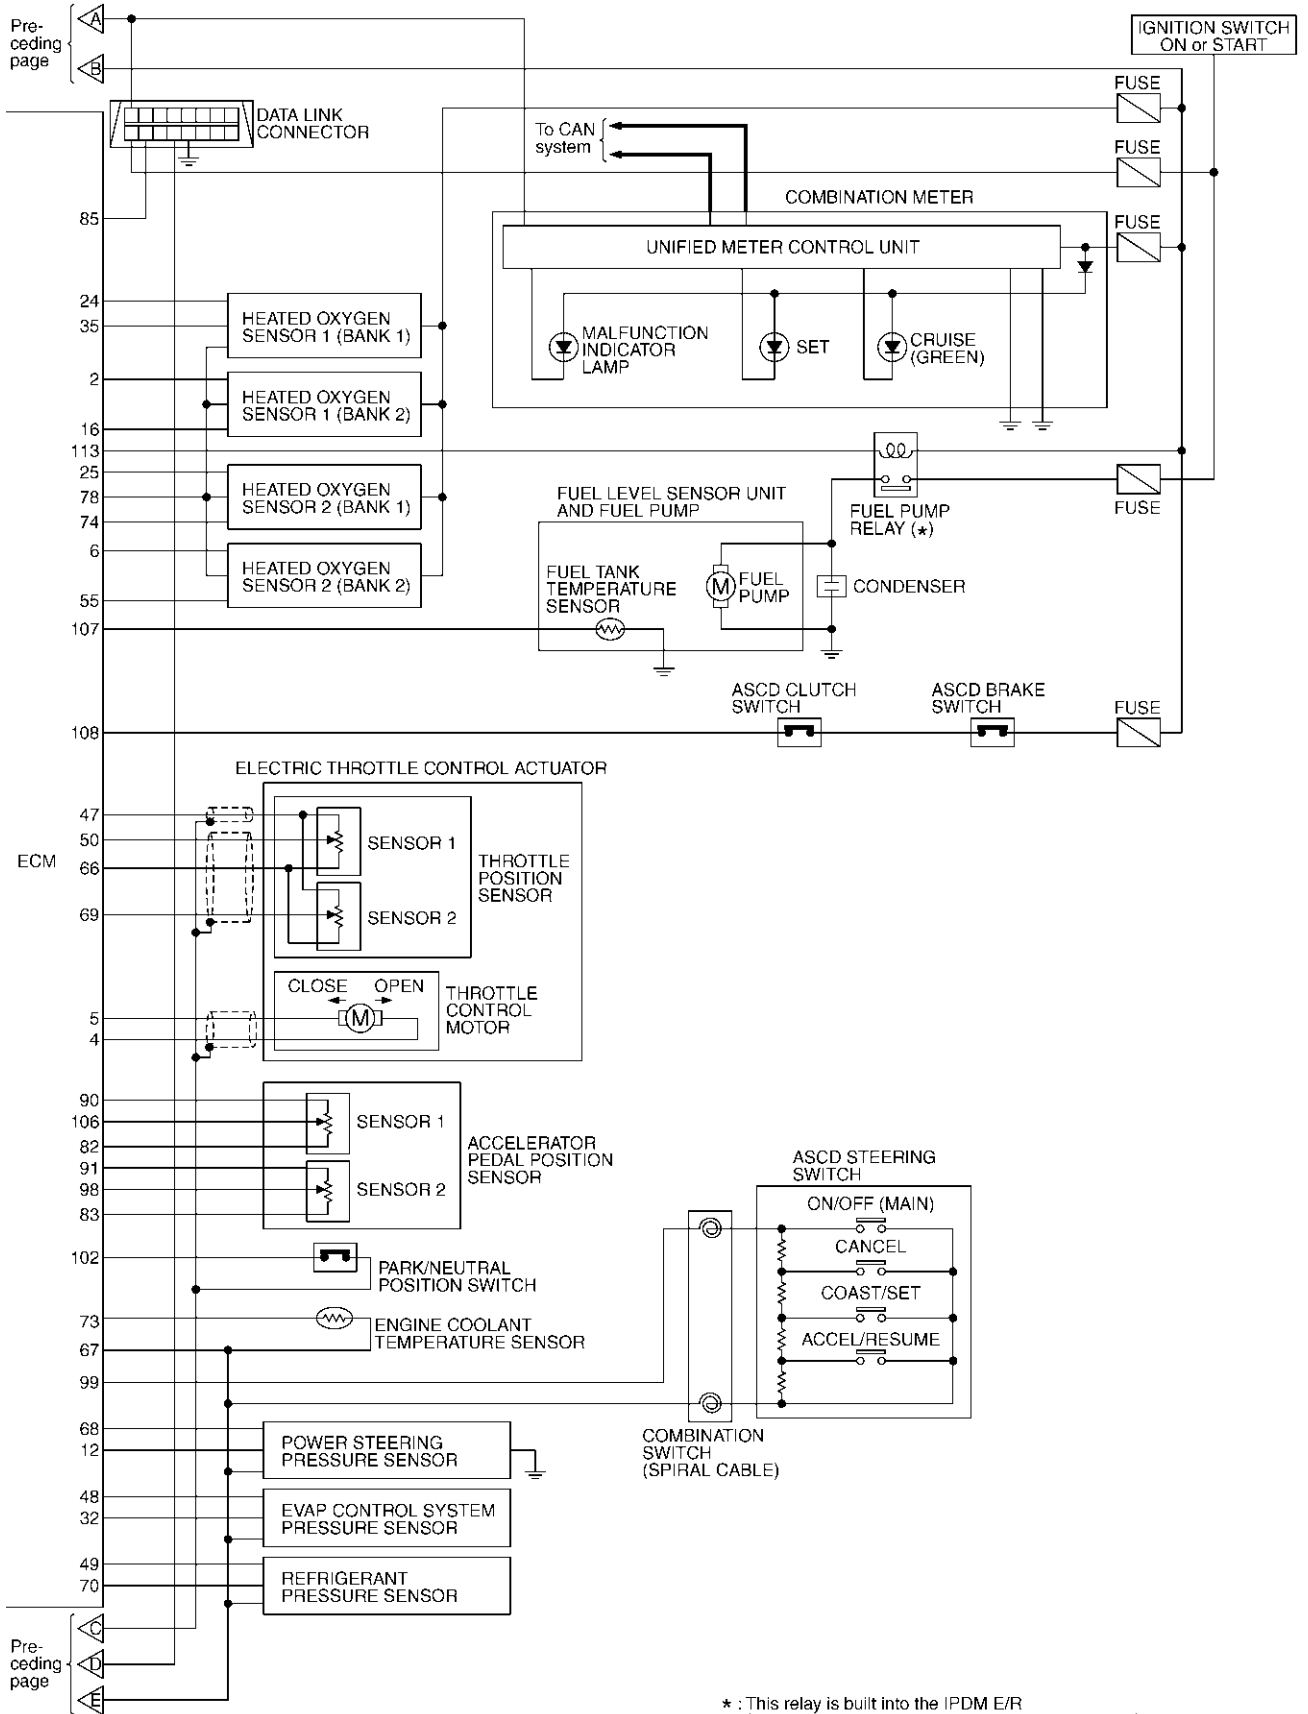 Pre-
ceding
page
A
B
IGNITION SWITCH
ON or START
FUSE
DATA LINK
CONNECTOR
To CAN
system
FUSE
COMBINATION METER
85
FUSE
UNIFIED METER CONTROL UNIT
24
35
HEATED OXYGEN
SENSOR 1 (BANK 1)
MALFUNCTION
INDICATOR
LAMP
SET
CRUISE
(GREEN)
2
HEATED OXYGEN
SENSOR 1 (BANK 2)
16
113
25
78
74
HEATED OXYGEN
SENSOR 2 (BANK 1)
FUEL LEVEL SENSOR UNIT
AND FUEL PUMP
FUEL PUMP
RELAY (*)
FUSE
6
HEATED OXYGEN
SENSOR 2 (BANK 2)
55
FUEL TANK
TEMPERATURE
SENSOR
M
FUEL
PUMP
CONDENSER
107
ASCD CLUTCH
SWITCH
ASCD BRAKE
SWITCH
FUSE
108
ELECTRIC THROTTLE CONTROL ACTUATOR
47
50
66
69
ECM
SENSOR 1
SENSOR 2
THROTTLE
POSITION
SENSOR
CLOSE OPEN
M
THROTTLE
CONTROL
MOTOR
5
4
90
106
82
91
98
83
SENSOR 1
SENSOR 2
ACCELERATOR
PEDAL POSITION
SENSOR
ASCD STEERING
SWITCH
ON/OFF (MAIN)
CANCEL
COAST/SET
ACCEL/RESUME
102
PARK/NEUTRAL
POSITION SWITCH
73
ENGINE COOLANT
TEMPERATURE SENSOR
67
99
COMBINATION
SWITCH
(SPIRAL CABLE)
68
12
POWER STEERING
PRESSURE SENSOR
48
32
EVAP CONTROL SYSTEM
PRESSURE SENSOR
49
70
REFRIGERANT
PRESSURE SENSOR
Pre-
ceding
page
C
D
E
* : This relay is built into the IPDM E/R